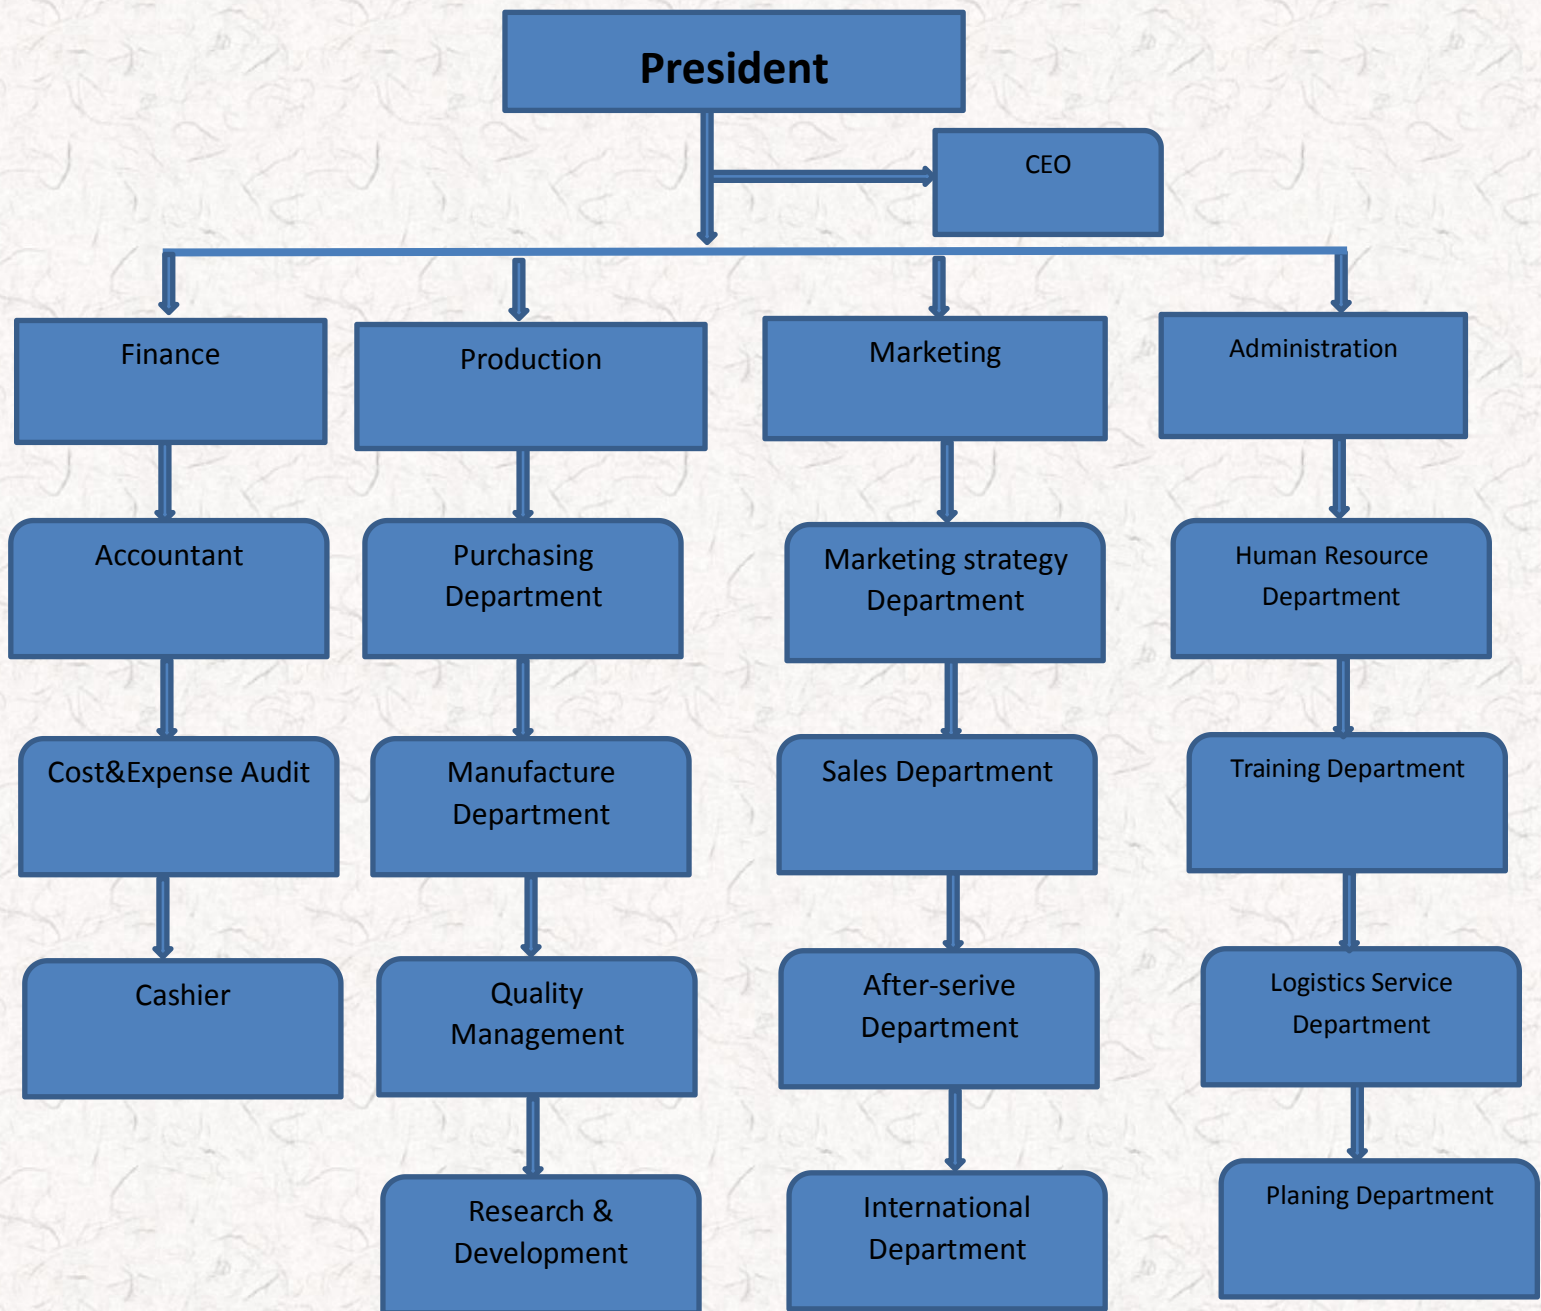 President
CEO
Finance
Production
Marketing
Administration
Accountant
Purchasing
Department
Marketing strategy
Department
Human Resource
Department
Cost&Expense Audit
Manufacture
Department
Sales Department
Training Department
Cashier
Quality
Management
After-serive
Department
Logistics Service
Department
Research &
Development
International
Department
Planing Department